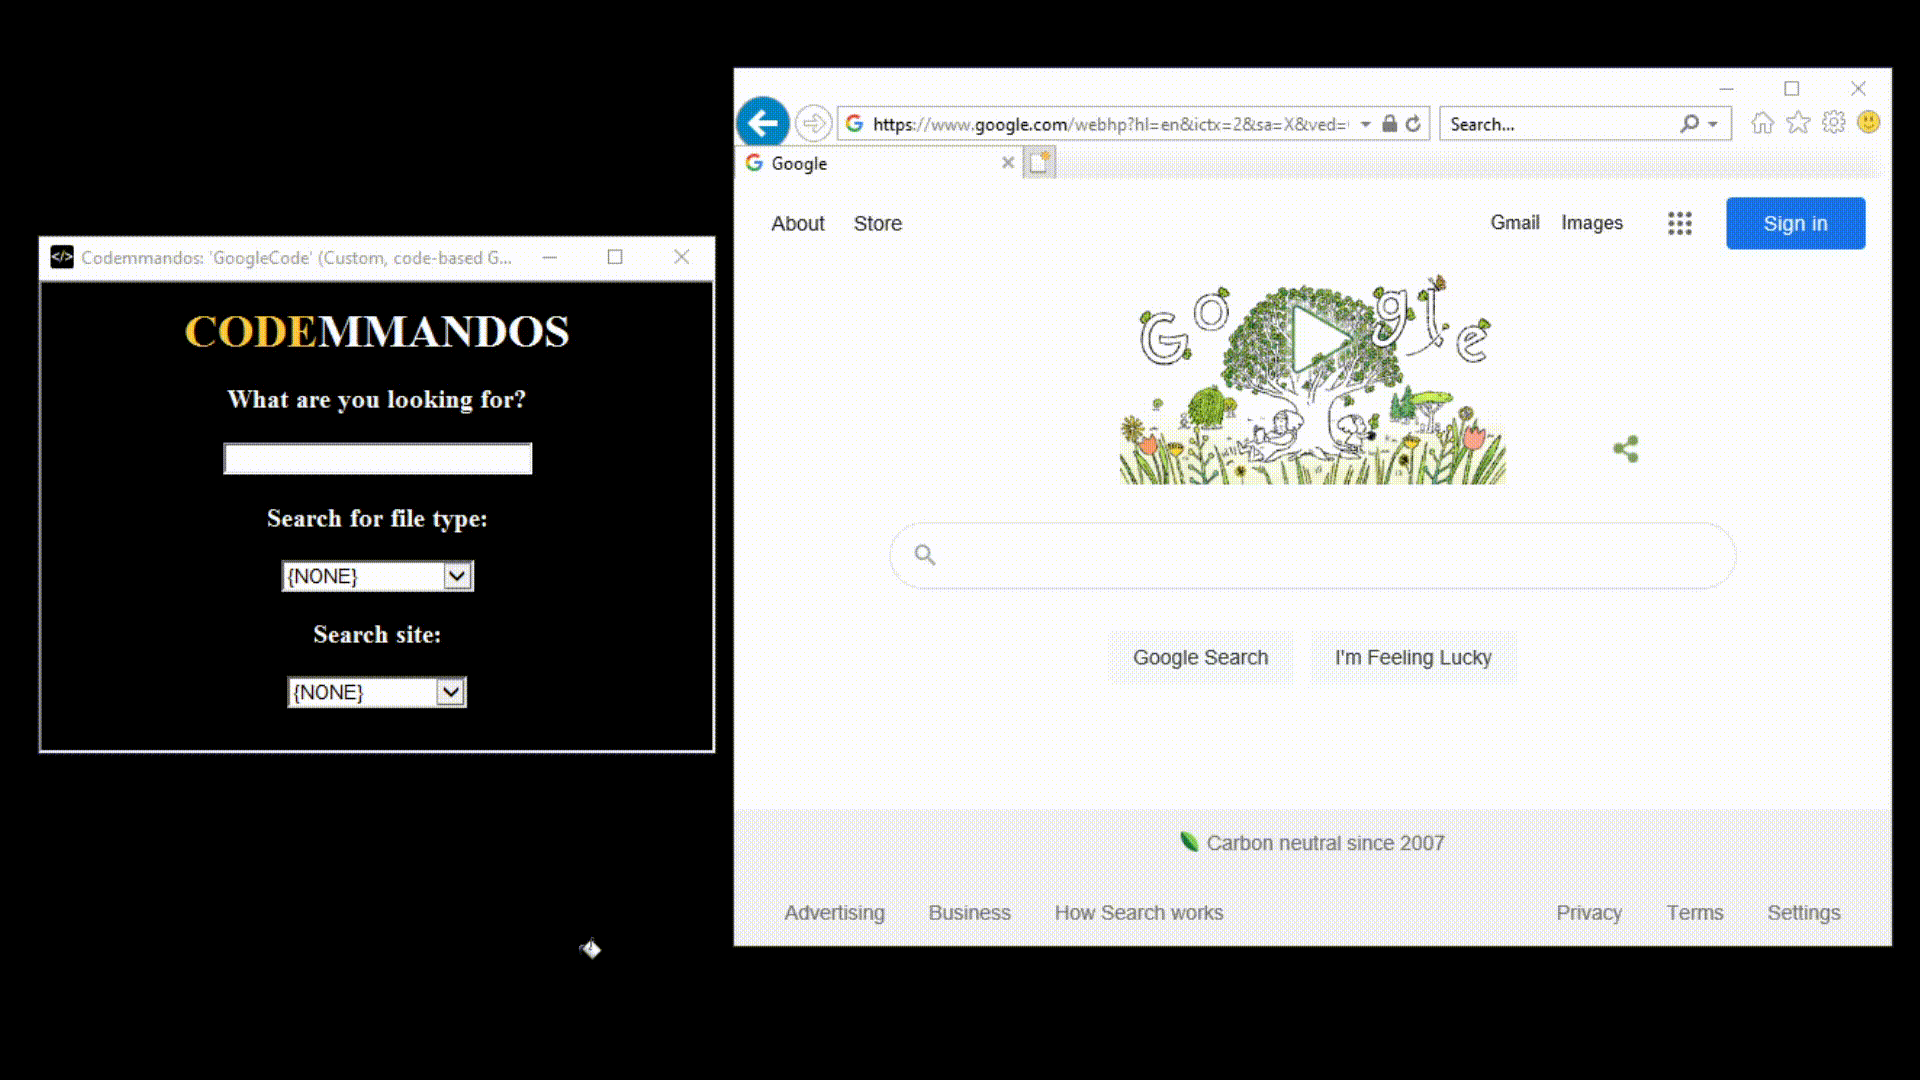 Codemmandos: 'GoogleCode' (Custom, code-based G...
CODEMMANDOS
What are you looking for?
Search for file type:
{NONE}
Search site:
{NONE}
https://www.google.com/webhp?hl=en&ictx=2&sa=X&ved=
Search...
Google
About Store
Gmail Images
Sign in
Google
Google Search
I'm Feeling Lucky
Carbon neutral since 2007
Advertising Business How Search works
Privacy Terms Settings